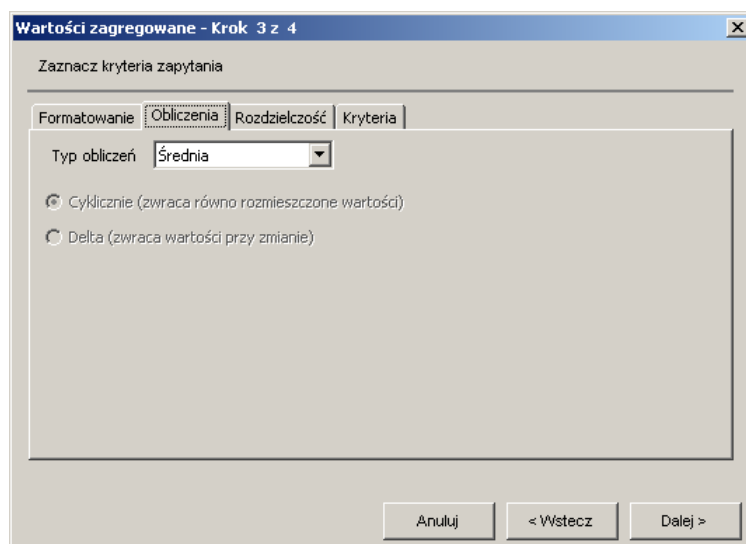 Wartości zagregowane - Krok 3 z 4
Zaznacz kryteria zapytania
Formatowanie Obliczenia Rozdzielczość Kryteria
Typ obliczeń Średnia
Cyklicznie (zwraca równo rozmieszczone wartości)
Delta (zwraca wartości przy zmianie)
Anuluj < Wstecz Dalej >